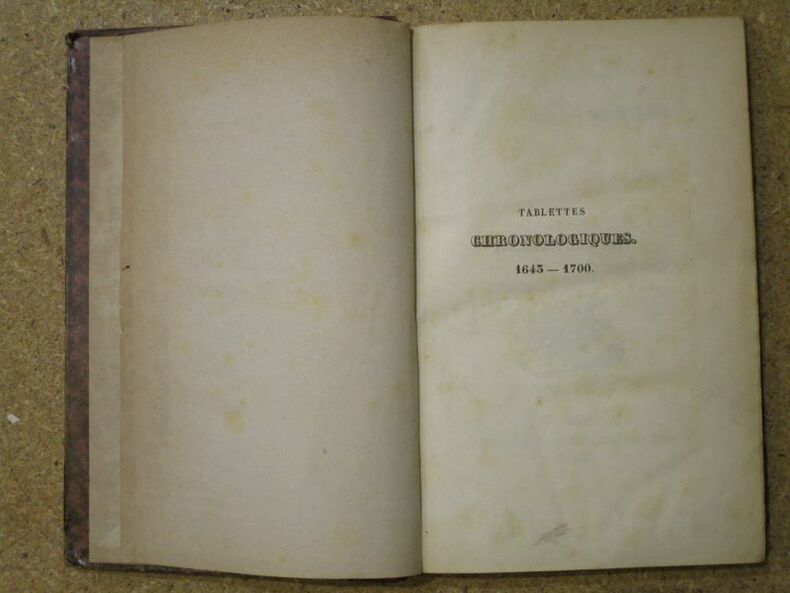 TABLETTES
CHRONOLOGIQUES.
1643 — 1700.